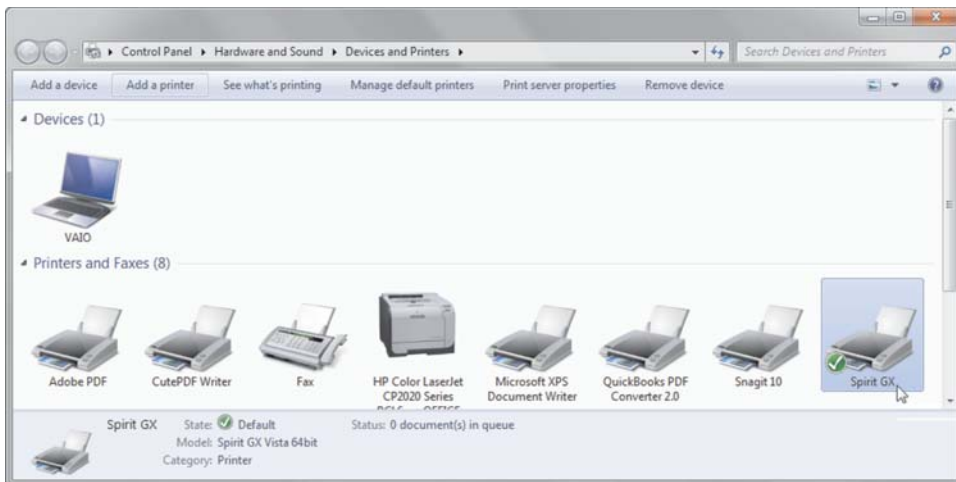 Control Panel ▸ Hardware and Sound ▸ Devices and Printers ▸ Search Devices and Printers
Add a device Add a printer See what's printing Manage default printers Print server properties Remove device
Devices (1)
VAIO
Printers and Faxes (8)
Adobe PDF CutePDF Writer Fax HP Color LaserJet Microsoft XPS QuickBooks PDF Snagit 10 Spirit GX
CP2020 Series Document Writer Converter 2.0
Spirit GX State: Default Status: 0 document(s) in queue
Model: Spirit GX Vista 64bit
Category: Printer